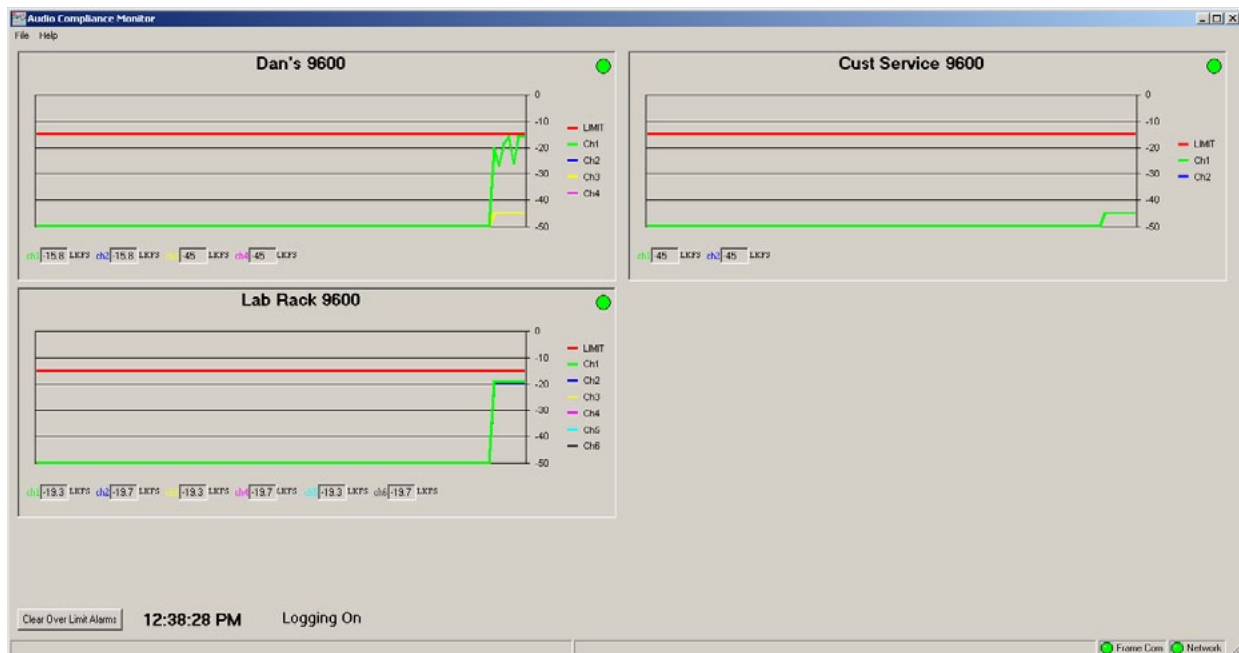 Audio Compliance Monitor
File Help
Dan's 9600
0
-10
-20
-30
-40
-50
LIMIT
Ch1
Ch2
Ch3
Ch4
ch1 -15.8 LKFS ch2 -15.8 LKFS ch3 -45 LKFS ch4 -45 LKFS
Cust Service 9600
0
-10
-20
-30
-40
-50
LIMIT
Ch1
Ch2
ch1 -45 LKFS ch2 -45 LKFS
Lab Rack 9600
0
-10
-20
-30
-40
-50
LIMIT
Ch1
Ch2
Ch3
Ch4
Ch5
Ch6
ch1 -19.3 LKFS ch2 -19.7 LKFS ch3 -19.3 LKFS ch4 -19.7 LKFS ch5 -19.3 LKFS ch6 -19.7 LKFS
Clear Over Limit Alarms 12:38:28 PM Logging On
Frame Com Network